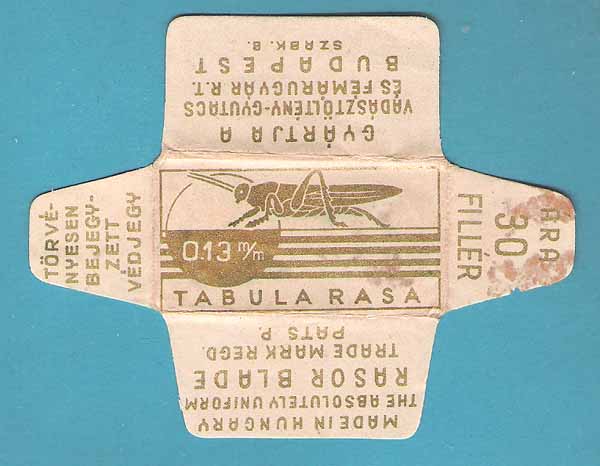 GYÁRTJA A
VADÁSZTÖLTÉNY-GYUTACS
ÉS FÉMÁRUGYÁR R.T.
BUDAPEST
SZABK. B.
TÖRVÉ-
NYESEN
BEJEGY-
ZETT
VÉDJEGY
0.13 m/m
TABULA RASA
ÁRA
30
FILLÉR
MADE IN HUNGARY
THE ABSOLUTELY UNIFORM
RASOR BLADE
TRADE MARK REGD.
PATS. P.